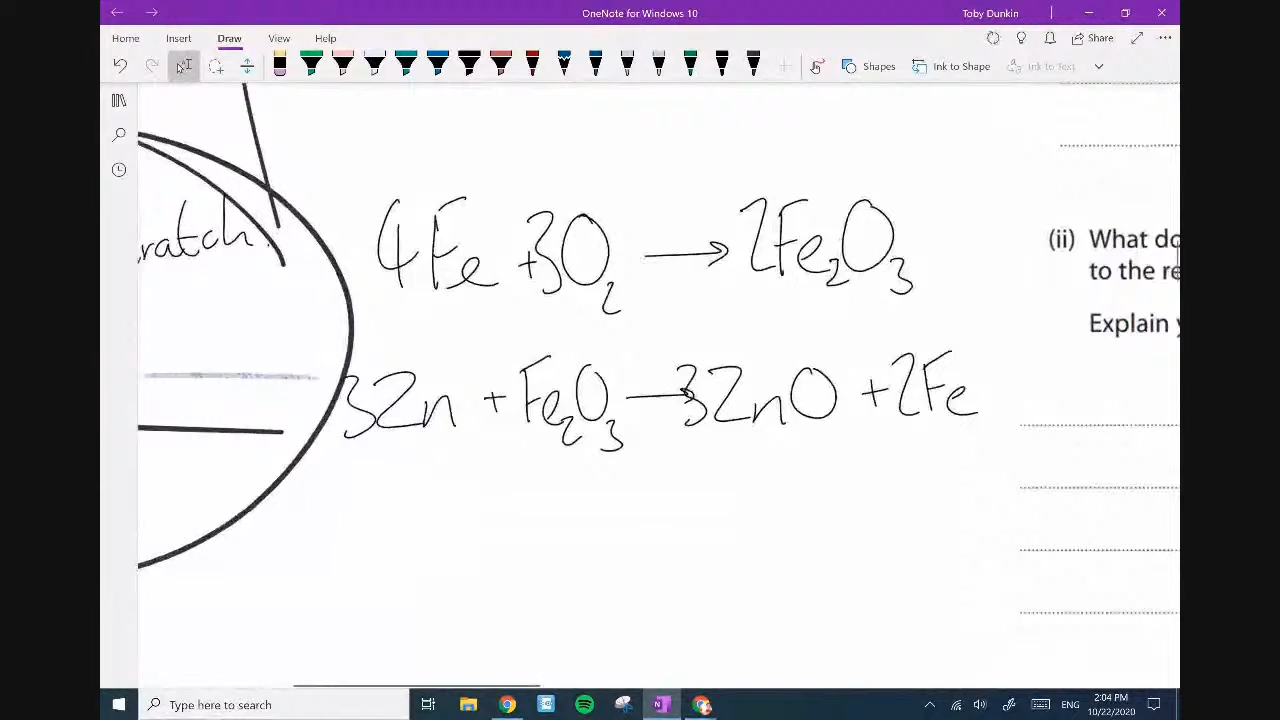 OneNote for Windows 10
Toby Dunkin
Home Insert Draw View Help
Share
Shapes
Ink to Shape
Ink to Text
ratch.
4Fe + 3O₂ → 2Fe₂O₃
3Zn + Fe₂O₃ → 3ZnO + 2Fe
(ii) What do
to the re
Explain
Type here to search
ENG
2:04 PM
10/22/2020